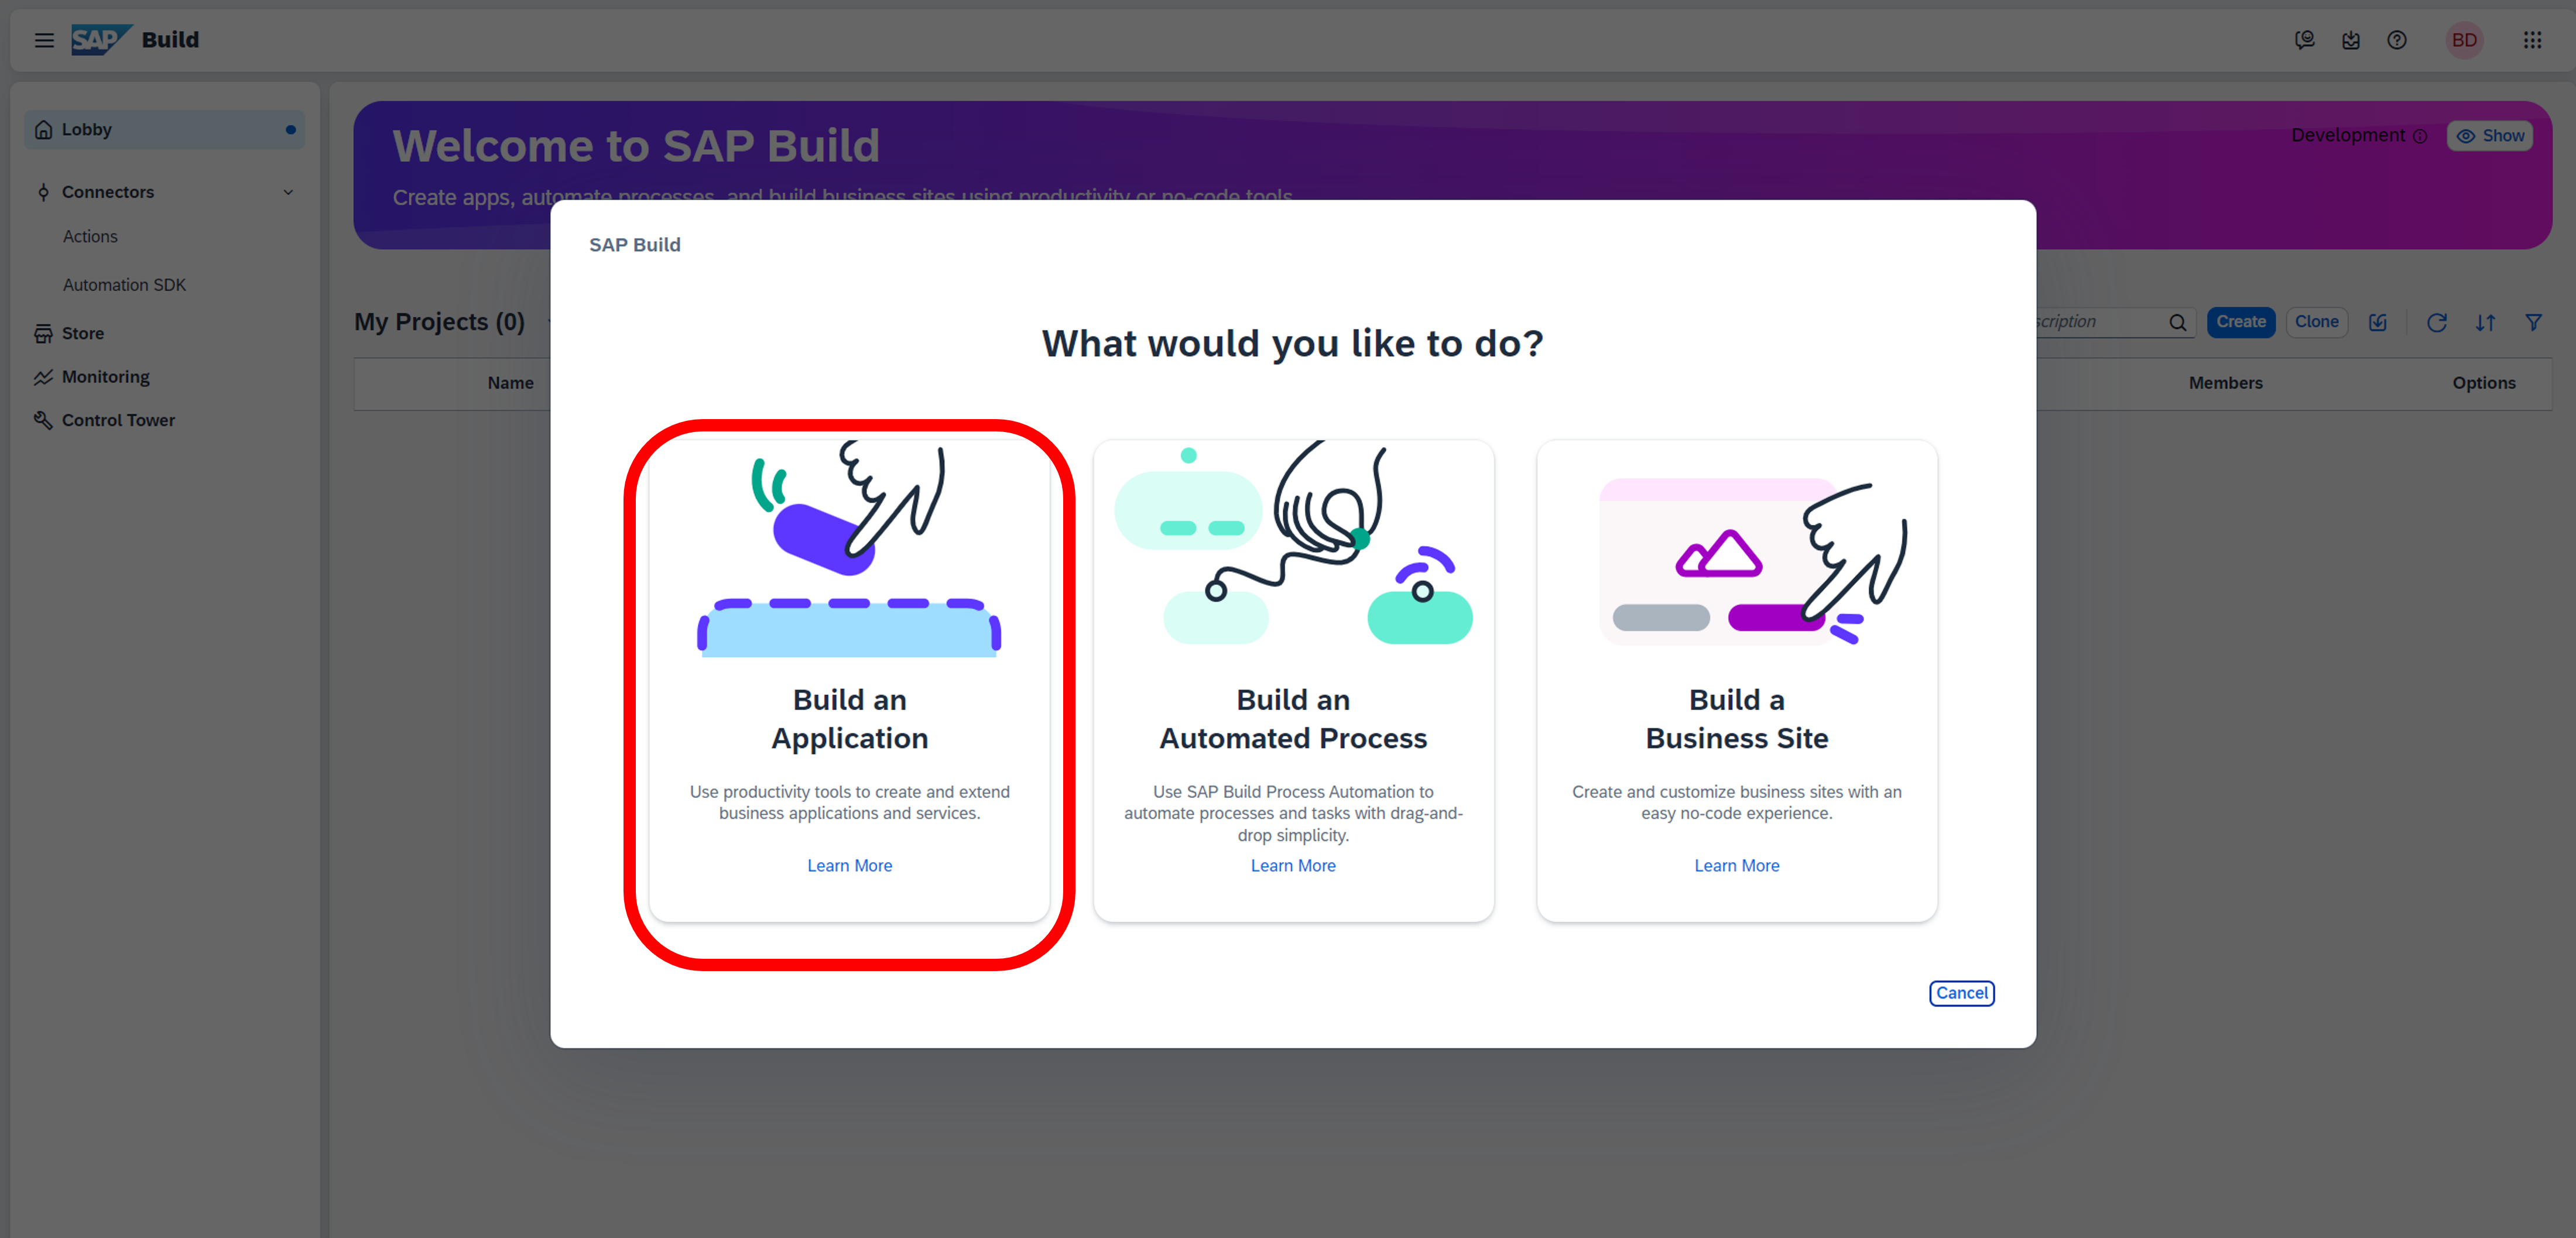 SAP Build
BD
Lobby
Connectors
Actions
Automation SDK
Store
Monitoring
Control Tower
Welcome to SAP Build
Create apps, automate processes, and build business sites using productivity or no-code tools
Development
Show
My Projects (0)
Create
Clone
Name
Members
Options
SAP Build
What would you like to do?
Build an
Application
Use productivity tools to create and extend
business applications and services.
Learn More
Build an
Automated Process
Use SAP Build Process Automation to
automate processes and tasks with drag-and-
drop simplicity.
Learn More
Build a
Business Site
Create and customize business sites with an
easy no-code experience.
Learn More
Cancel